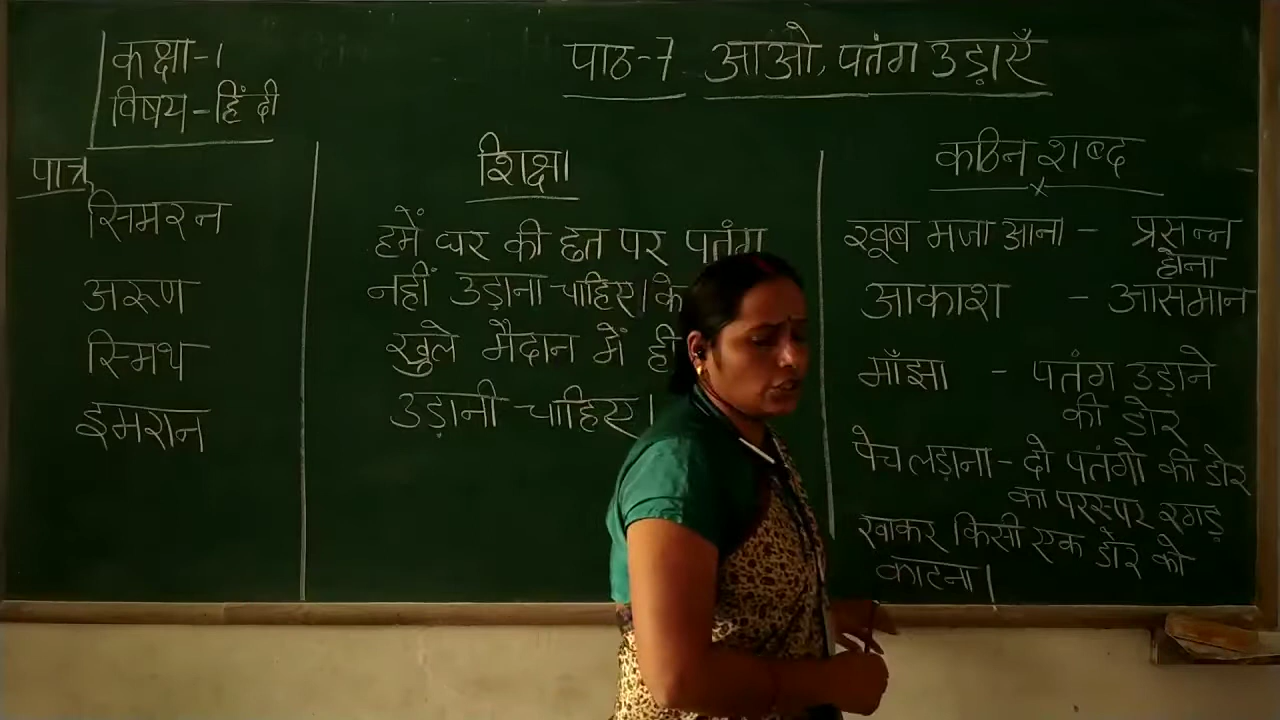 कक्षा-1
विषय-हिंदी
पाठ-7 आओ, पतंग उड़ाएँ
पात्र
सिमरन
अरूण
स्मिथ
इमरान
शिक्षा
हमें घर की छत पर पतंग
नहीं उड़ाना चाहिए। कि
खुले मैदान में ही
उड़ानी चाहिए।
कठिन शब्द
खूब मजा आना - प्रसन्न
होना
आकाश - आसमान
माँझा - पतंग उड़ाने
की डोर
पेच लड़ाना - दो पतंगों की डोर
का परस्पर रगड़
खाकर किसी एक डोर को
काटना।